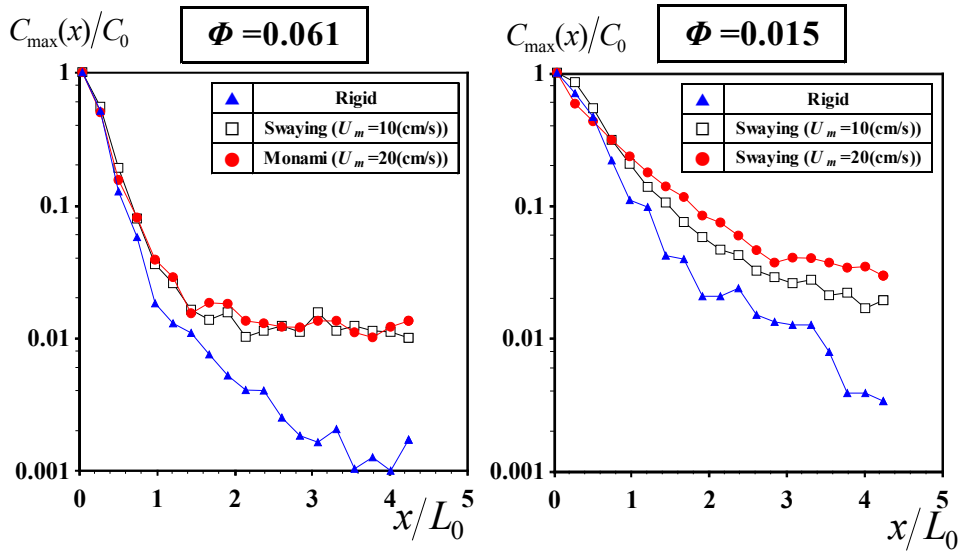 C_max(x)/C_0
Φ =0.061
1
0.1
0.01
0.001
Rigid
Swaying (U_m =10(cm/s))
Monami (U_m =20(cm/s))
0 1 2 3 4 5
x/L_0
C_max(x)/C_0
Φ =0.015
1
0.1
0.01
0.001
Rigid
Swaying (U_m =10(cm/s))
Swaying (U_m =20(cm/s))
0 1 2 3 4 5
x/L_0